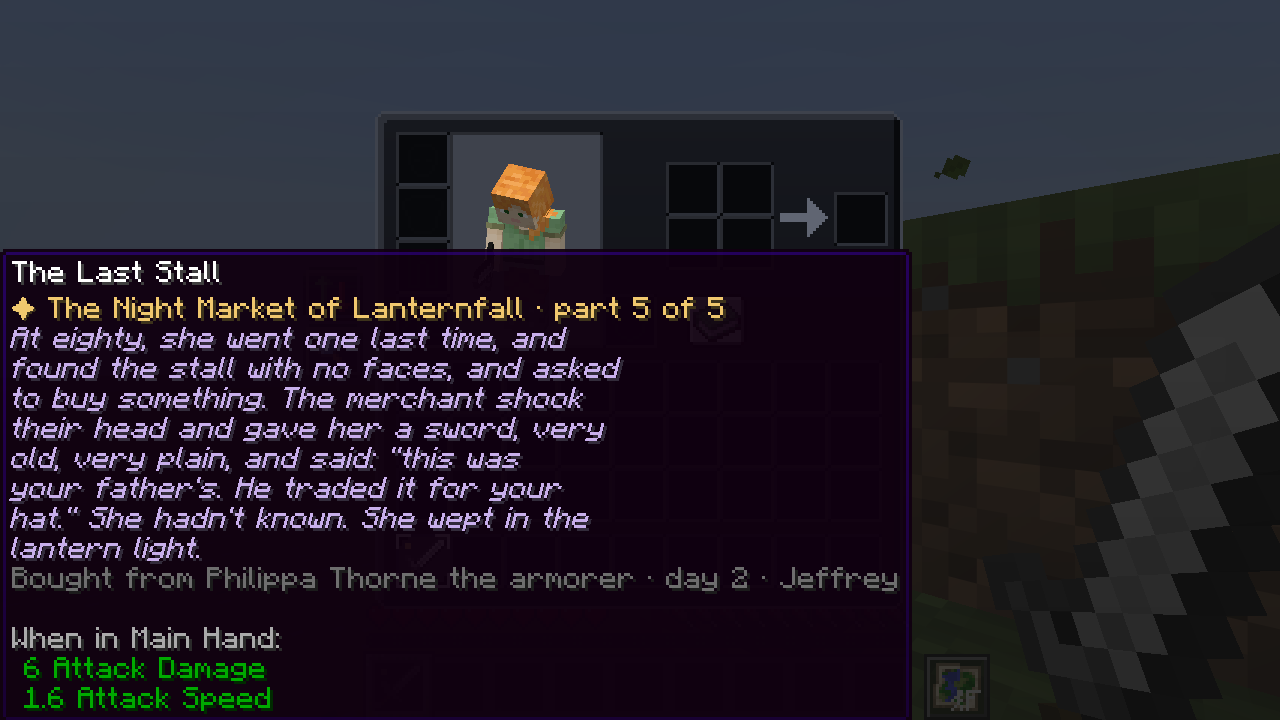 The Last Stall
✦ The Night Market of Lanternfall · part 5 of 5
At eighty, she went one last time, and
found the stall with no faces, and asked
to buy something. The merchant shook
their head and gave her a sword, very
old, very plain, and said: "this was
your father's. He traded it for your
hat." She hadn't known. She wept in the
lantern light.
Bought from Philippa Thorne the armorer · day 2 · Jeffrey
When in Main Hand:
6 Attack Damage
1.6 Attack Speed